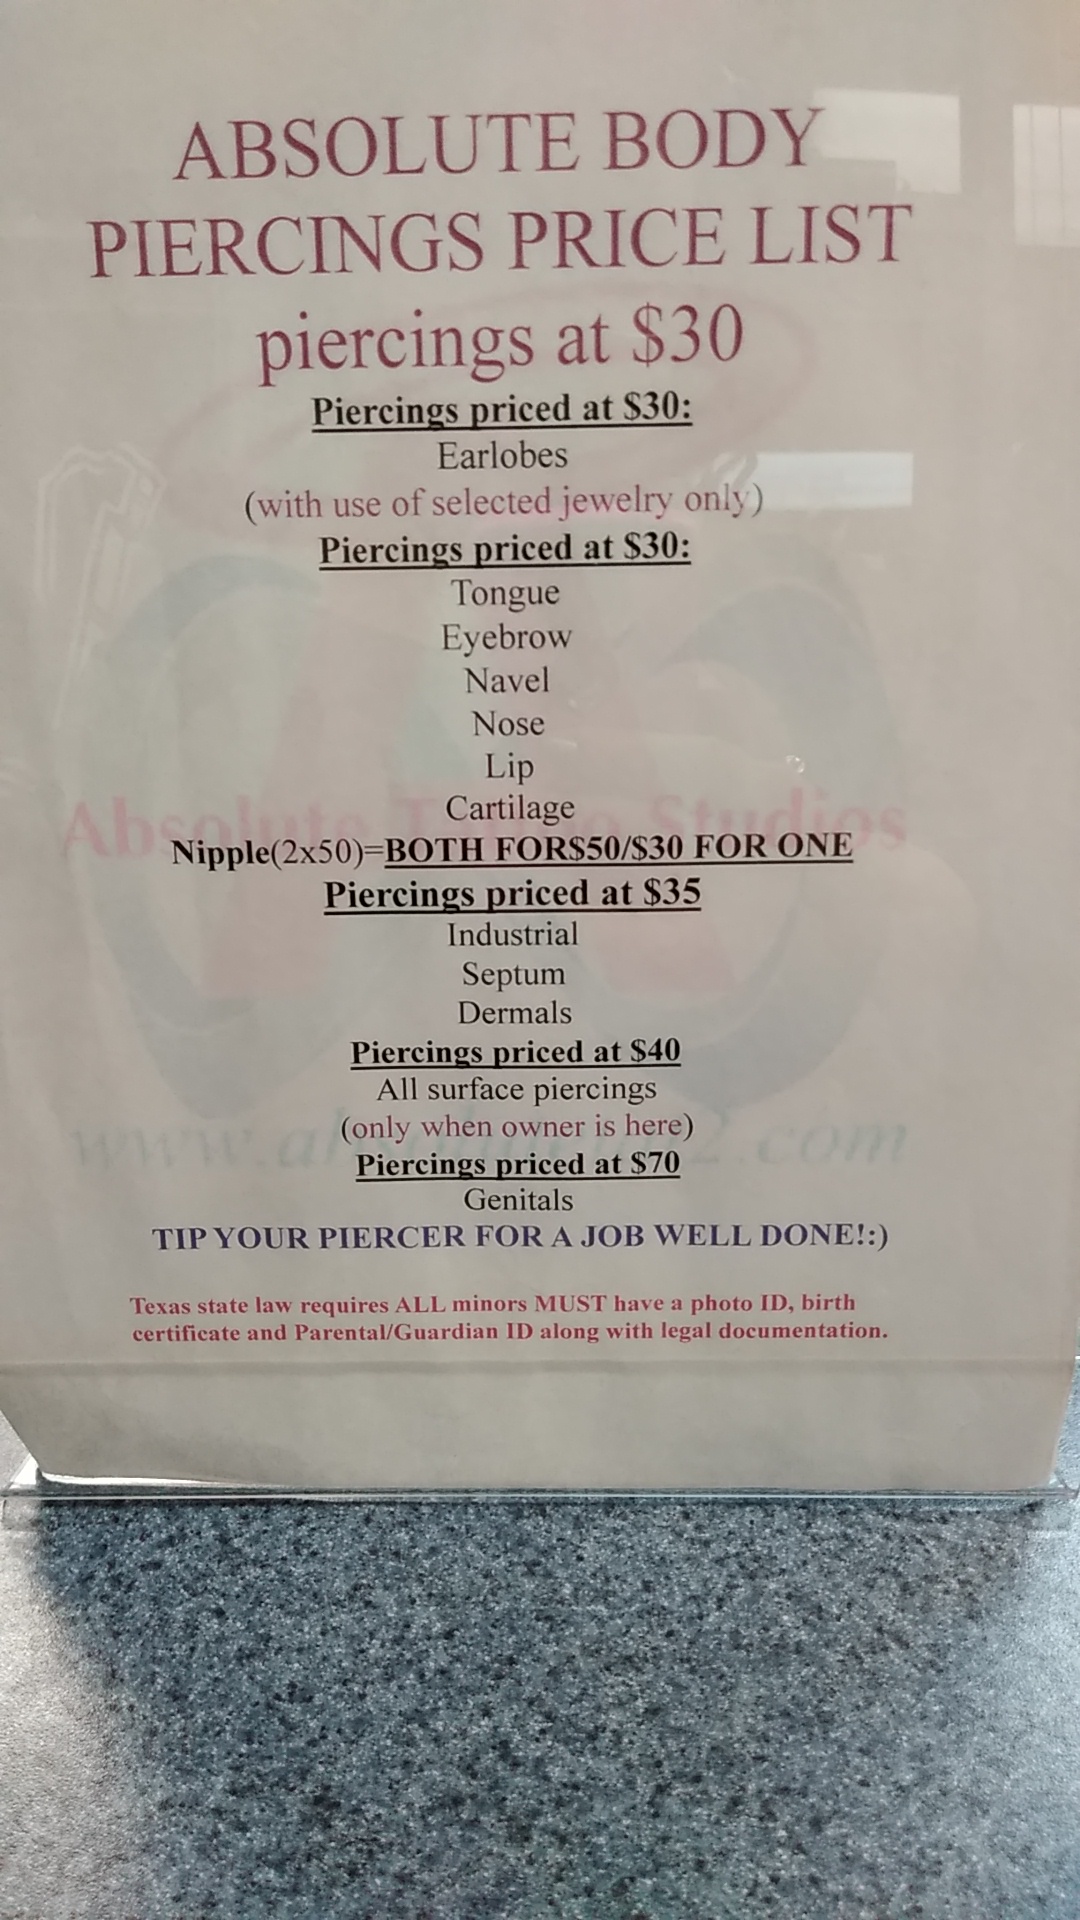 ABSOLUTE BODY
PIERCINGS PRICE LIST
piercings at $30
Piercings priced at $30:
Earlobes
(with use of selected jewelry only)
Piercings priced at $30:
Tongue
Eyebrow
Navel
Nose
Lip
Cartilage
Absolute Studios
Nipple(2x50)=BOTH FOR$50/$30 FOR ONE
Piercings priced at $35
Industrial
Septum
Dermals
Piercings priced at $40
All surface piercings
(only when owner is here)
Piercings priced at $70
Genitals
TIP YOUR PIERCER FOR A JOB WELL DONE!:)
Texas state law requires ALL minors MUST have a photo ID, birth
certificate and Parental/Guardian ID along with legal documentation.